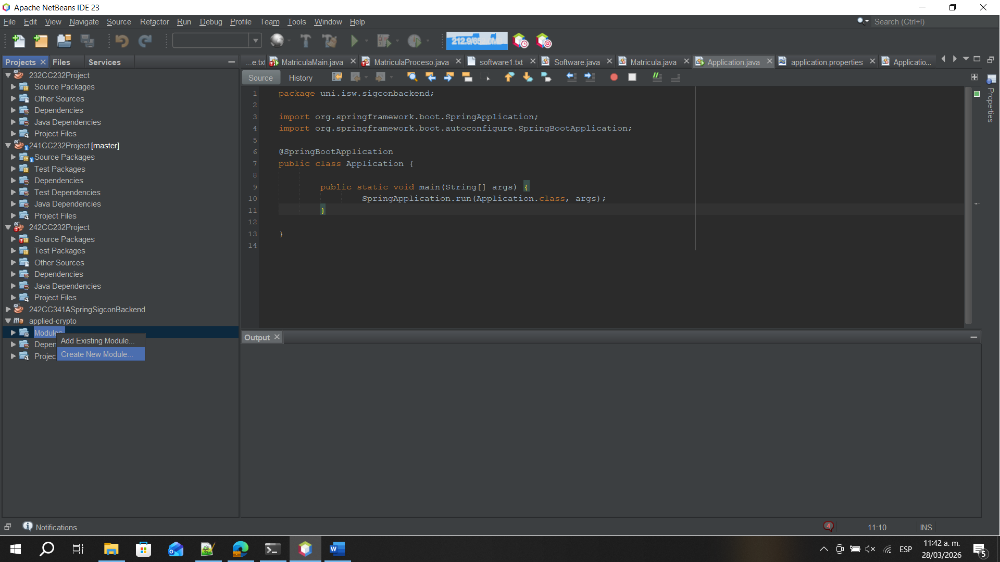 Apache NetBeans IDE 23
File Edit View Navigate Source Refactor Run Debug Profile Team Tools Window Help
Search (Ctrl+I)
Projects Files Services
...e.txt MatriculaMain.java MatriculaProceso.java software1.txt Software.java Matricula.java Application.java application.properties Applicatio...
Source History
Properties
232CC232Project
Source Packages
Other Sources
Dependencies
Java Dependencies
Project Files
241CC232Project [master]
Source Packages
Test Packages
Dependencies
Test Dependencies
Java Dependencies
Project Files
242CC232Project
Source Packages
Test Packages
Other Sources
Dependencies
Java Dependencies
Project Files
242CC341ASpringSigconBackend
applied-crypto
Modules
Depen
Projec
Add Existing Module...
Create New Module...
1 package uni.isw.sigconbackend;
2
3 import org.springframework.boot.SpringApplication;
4 import org.springframework.boot.autoconfigure.SpringBootApplication;
5
6 @SpringBootApplication
7 public class Application {
8
9 public static void main(String[] args) {
10 SpringApplication.run(Application.class, args);
11 }
12
13 }
14
Output
Notifications
4
11:10
INS
ESP
11:42 a. m.
28/03/2026
5